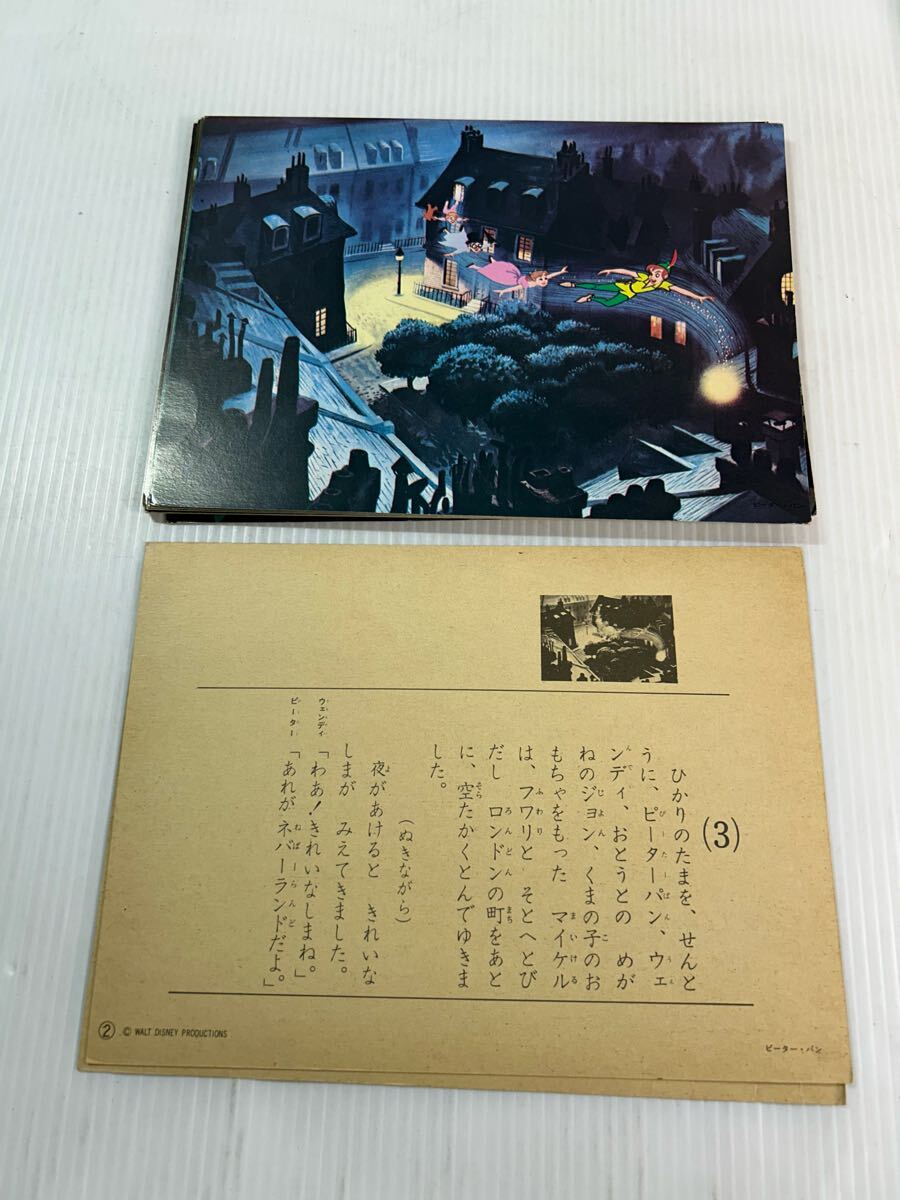 ピーター・パン
(3)
ひかりのたまを、せんと
うに、ピーターパン、ウェ
ンディ、おとうとの めが
ねのジョン、くまの子のお
もちゃをもった マイケル
は、フワリと そとへとび
だし ロンドンの町をあと
に、空たかくとんでゆきま
した。
(ぬきながら)
夜があけると きれいな
しまが みえてきました。
ウェンディ「わあ!きれいなしまね。」
ピーター「あれがネバーランドだよ。」
② © WALT DISNEY PRODUCTIONS
ピーター・パン